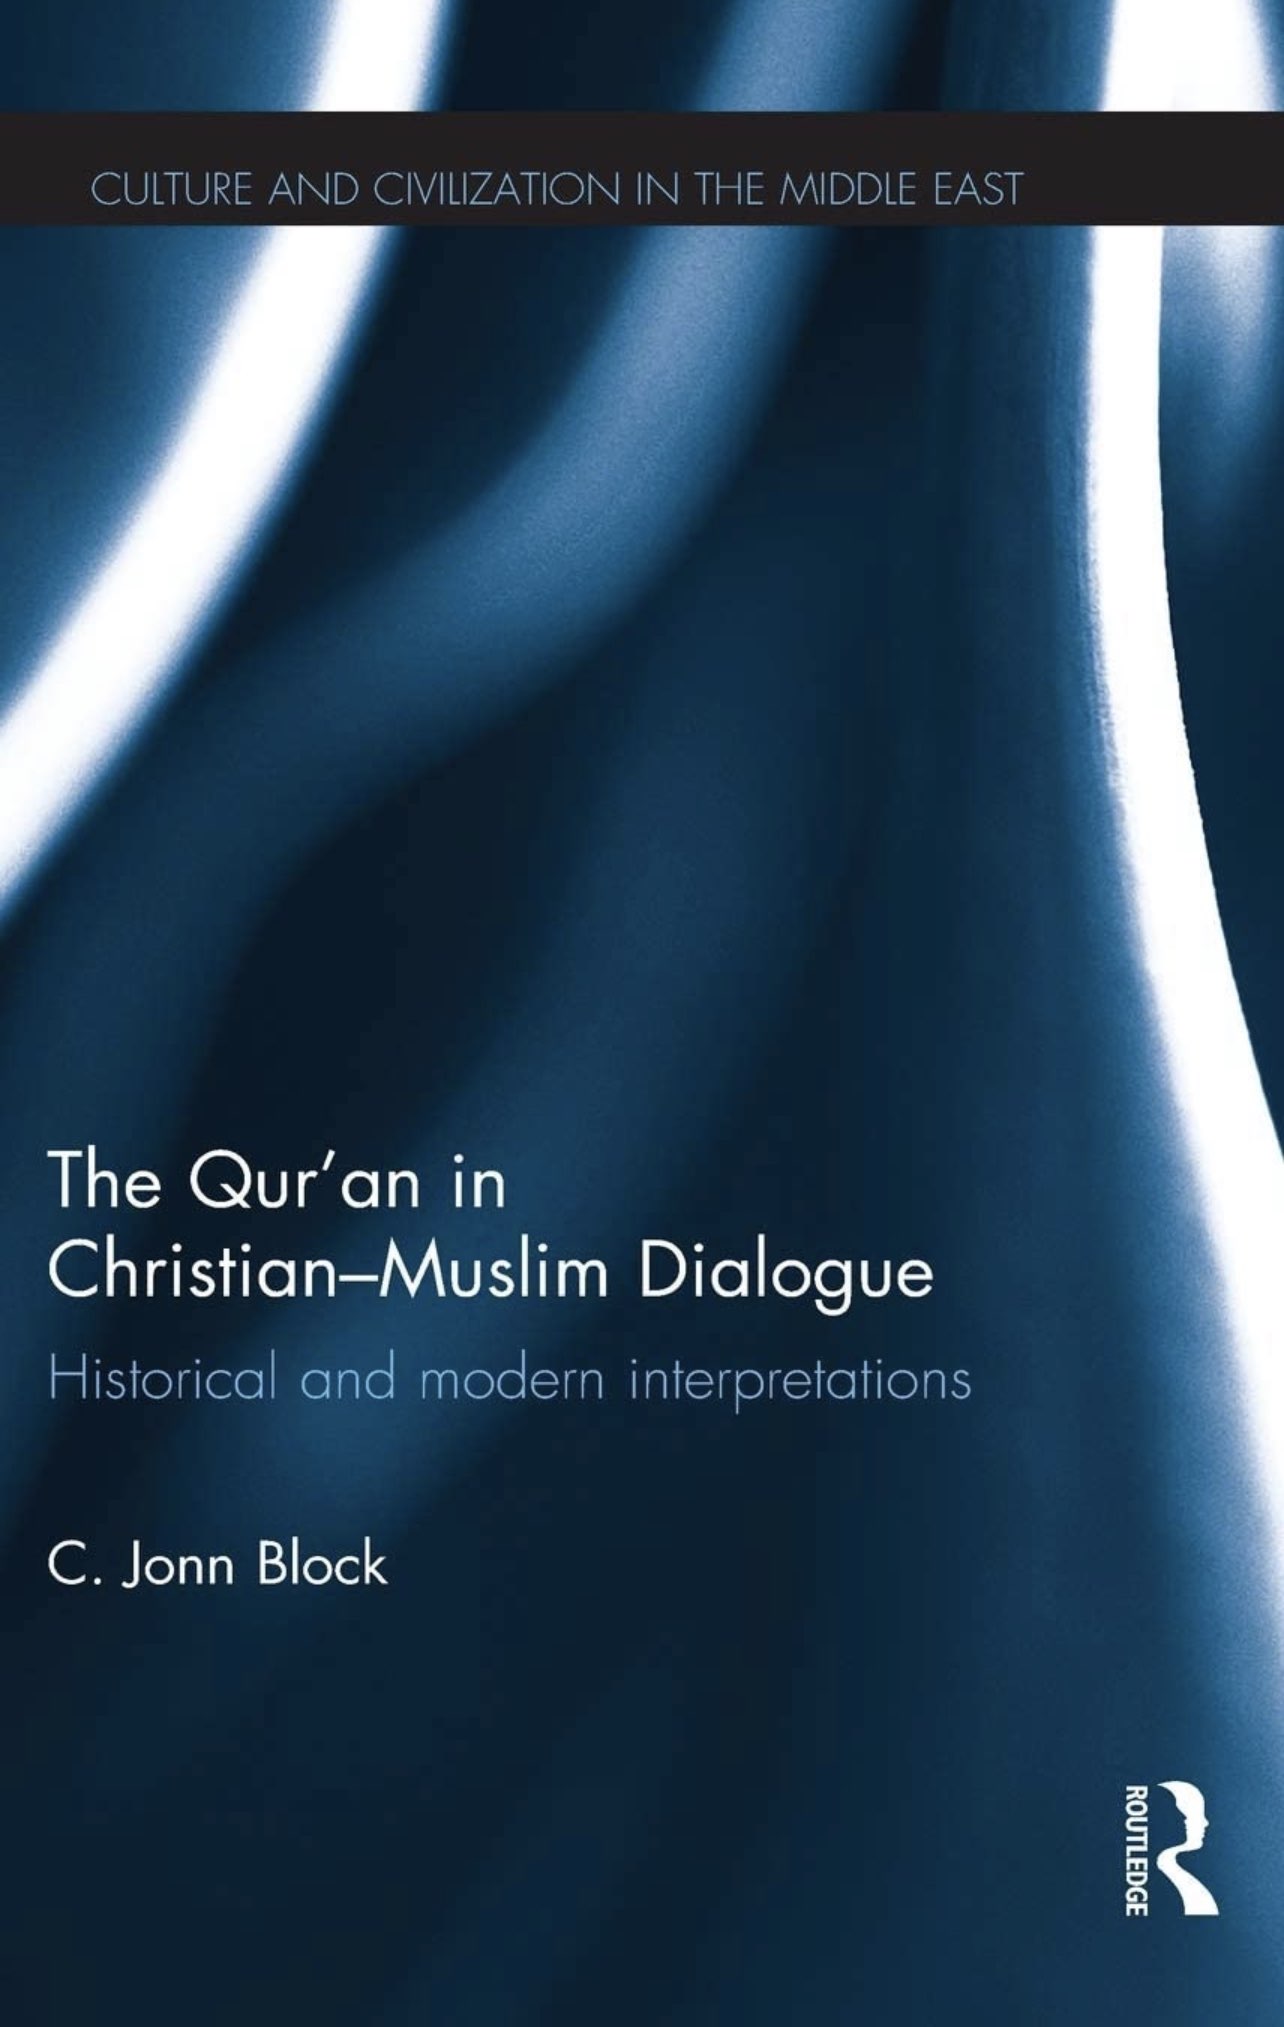 CULTURE AND CIVILIZATION IN THE MIDDLE EAST
The Qur’an in
Christian–Muslim Dialogue
Historical and modern interpretations
C. Jonn Block
ROUTLEDGE